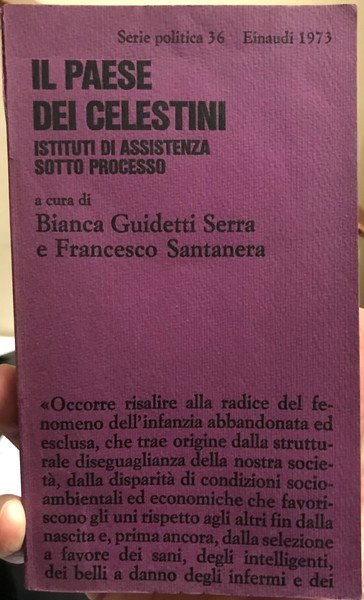 Serie politica 36 Einaudi 1973
IL PAESE
DEI CELESTINI
ISTITUTI DI ASSISTENZA
SOTTO PROCESSO
a cura di
Bianca Guidetti Serra
e Francesco Santanera
«Occorre risalire alla radice del fe-
nomeno dell'infanzia abbandonata ed
esclusa, che trae origine dalla struttu-
rale diseguaglianza della nostra socie-
tà, dalla disparità di condizioni socio-
ambientali ed economiche che favori-
scono gli uni rispetto agli altri fin dalla
nascita e, prima ancora, dalla selezione
a favore dei sani, degli intelligenti,
dei belli a danno degli infermi e dei